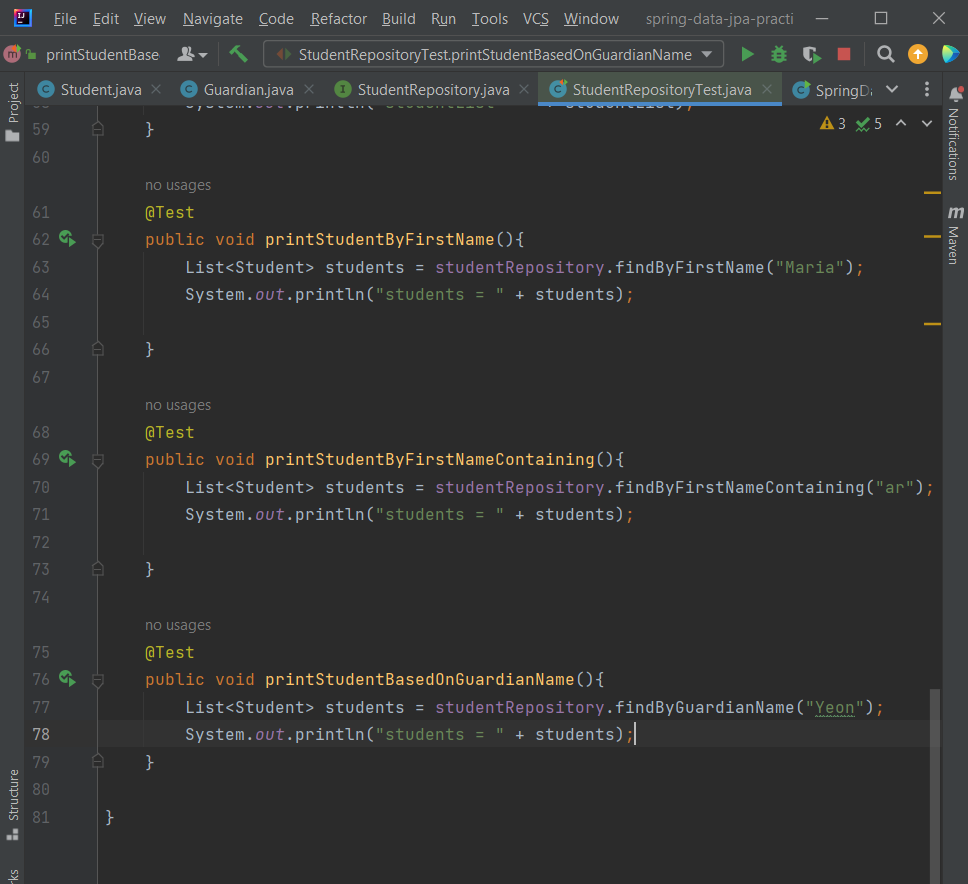 File Edit View Navigate Code Refactor Build Run Tools VCS Window spring-data-jpa-practi
printStudentBase StudentRepositoryTest.printStudentBasedOnGuardianName
Student.java Guardian.java StudentRepository.java StudentRepositoryTest.java SpringDa
Project
Notifications
Maven
Structure
rks
3 5
59 }
60
no usages
61 @Test
62 public void printStudentByFirstName(){
63 List<Student> students = studentRepository.findByFirstName("Maria");
64 System.out.println("students = " + students);
65
66 }
67
no usages
68 @Test
69 public void printStudentByFirstNameContaining(){
70 List<Student> students = studentRepository.findByFirstNameContaining("ar");
71 System.out.println("students = " + students);
72
73 }
74
no usages
75 @Test
76 public void printStudentBasedOnGuardianName(){
77 List<Student> students = studentRepository.findByGuardianName("Yeon");
78 System.out.println("students = " + students);
79 }
80
81 }